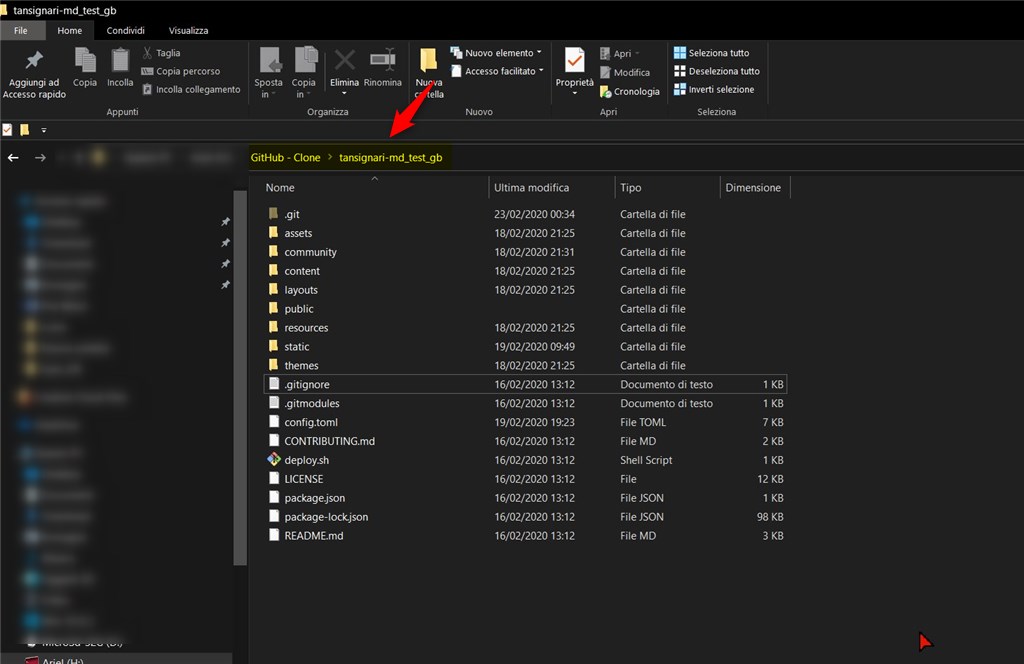 tansignari-md_test_gb
File Home Condividi Visualizza
Aggiungi ad Accesso rapido
Copia
Incolla
Taglia
Copia percorso
Incolla collegamento
Appunti
Sposta in
Copia in
Elimina
Rinomina
Organizza
Nuova cartella
Nuovo elemento
Accesso facilitato
Nuovo
Proprietà
Apri
Modifica
Cronologia
Apri
Seleziona tutto
Deseleziona tutto
Inverti selezione
Selezione
GitHub - Clone > tansignari-md_test_gb
Nome Ultima modifica Tipo Dimensione
.git 23/02/2020 00:34 Cartella di file
assets 18/02/2020 21:25 Cartella di file
community 18/02/2020 21:31 Cartella di file
content 18/02/2020 21:25 Cartella di file
layouts 18/02/2020 21:25 Cartella di file
public Cartella di file
resources 18/02/2020 21:25 Cartella di file
static 19/02/2020 09:49 Cartella di file
themes 18/02/2020 21:25 Cartella di file
.gitignore 16/02/2020 13:12 Documento di testo 1 KB
.gitmodules 16/02/2020 13:12 Documento di testo 1 KB
config.toml 19/02/2020 19:23 File TOML 7 KB
CONTRIBUTING.md 16/02/2020 13:12 File MD 2 KB
deploy.sh 16/02/2020 13:12 Shell Script 1 KB
LICENSE 16/02/2020 13:12 File 12 KB
package.json 16/02/2020 13:12 File JSON 1 KB
package-lock.json 16/02/2020 13:12 File JSON 98 KB
README.md 16/02/2020 13:12 File MD 3 KB
Ariel (H:)